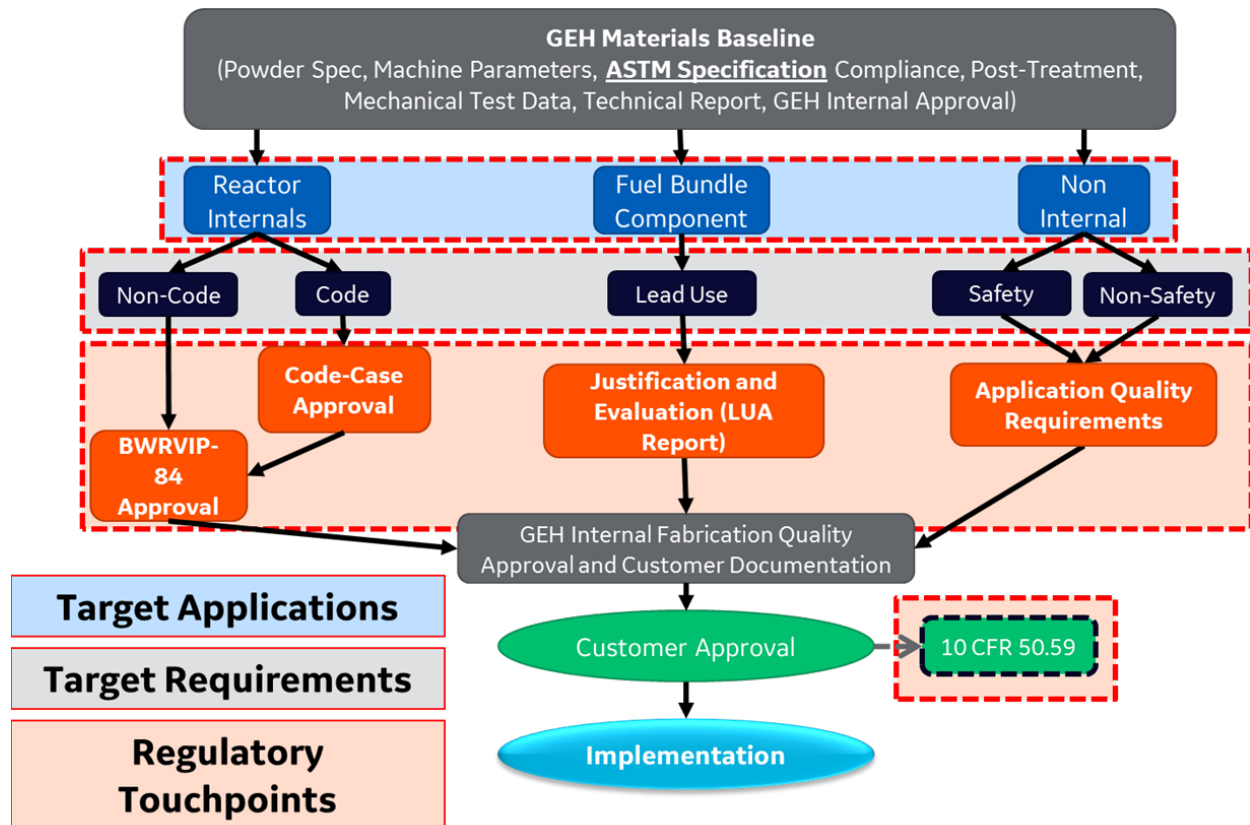 GEH Materials Baseline
(Powder Spec, Machine Parameters, ASTM Specification Compliance, Post-Treatment,
Mechanical Test Data, Technical Report, GEH Internal Approval)
Reactor
Internals
Fuel Bundle
Component
Non
Internal
Non-Code
Code
Lead Use
Safety
Non-Safety
Code-Case
Approval
BWRVIP-
84
Approval
Justification and
Evaluation (LUA
Report)
Application Quality
Requirements
GEH Internal Fabrication Quality
Approval and Customer Documentation
Target Applications
Target Requirements
Regulatory
Touchpoints
Customer Approval
10 CFR 50.59
Implementation